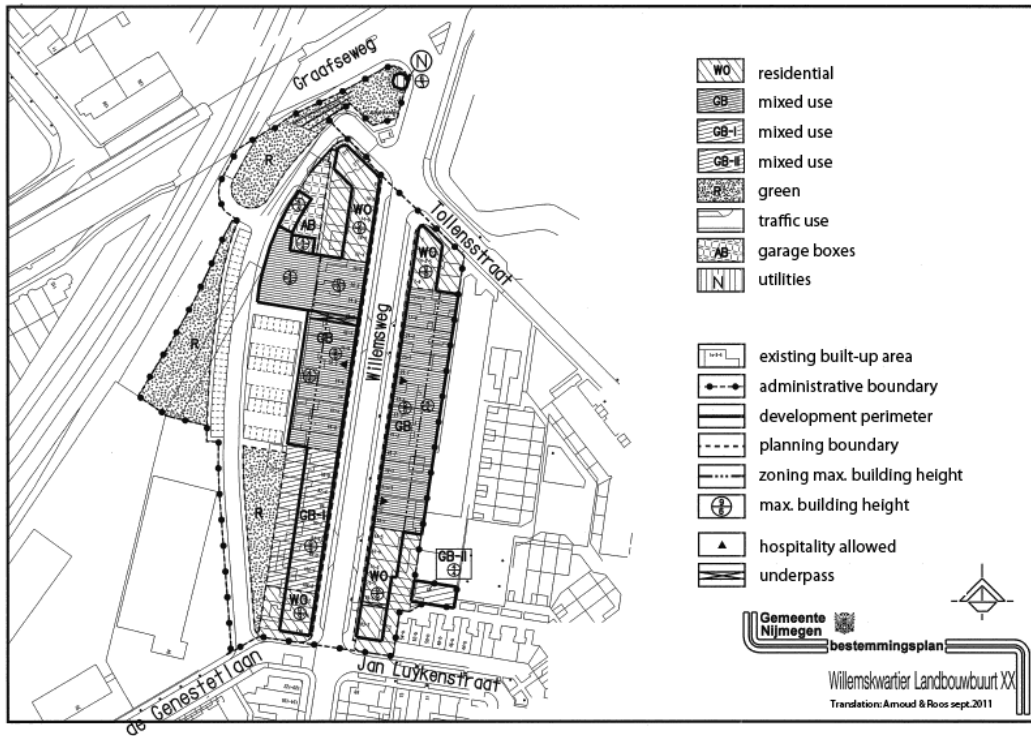 Graafseweg
N
R
WO
AB
Tollensstraat
WO
GB
Willemsweg
R
GB
R
GB-I
GB-II
WO
WO
de Genestetlaan
Jan Luykenstraat
WO residential
GB mixed use
GB-I mixed use
GB-II mixed use
R green
traffic use
AB garage boxes
N utilities
existing built-up area
administrative boundary
development perimeter
planning boundary
zoning max. building height
max. building height
hospitality allowed
underpass
Gemeente
Nijmegen
bestemmingsplan
Willemskwartier Landbouwbuurt XX
Translation: Arnoud & Roos sept.2011